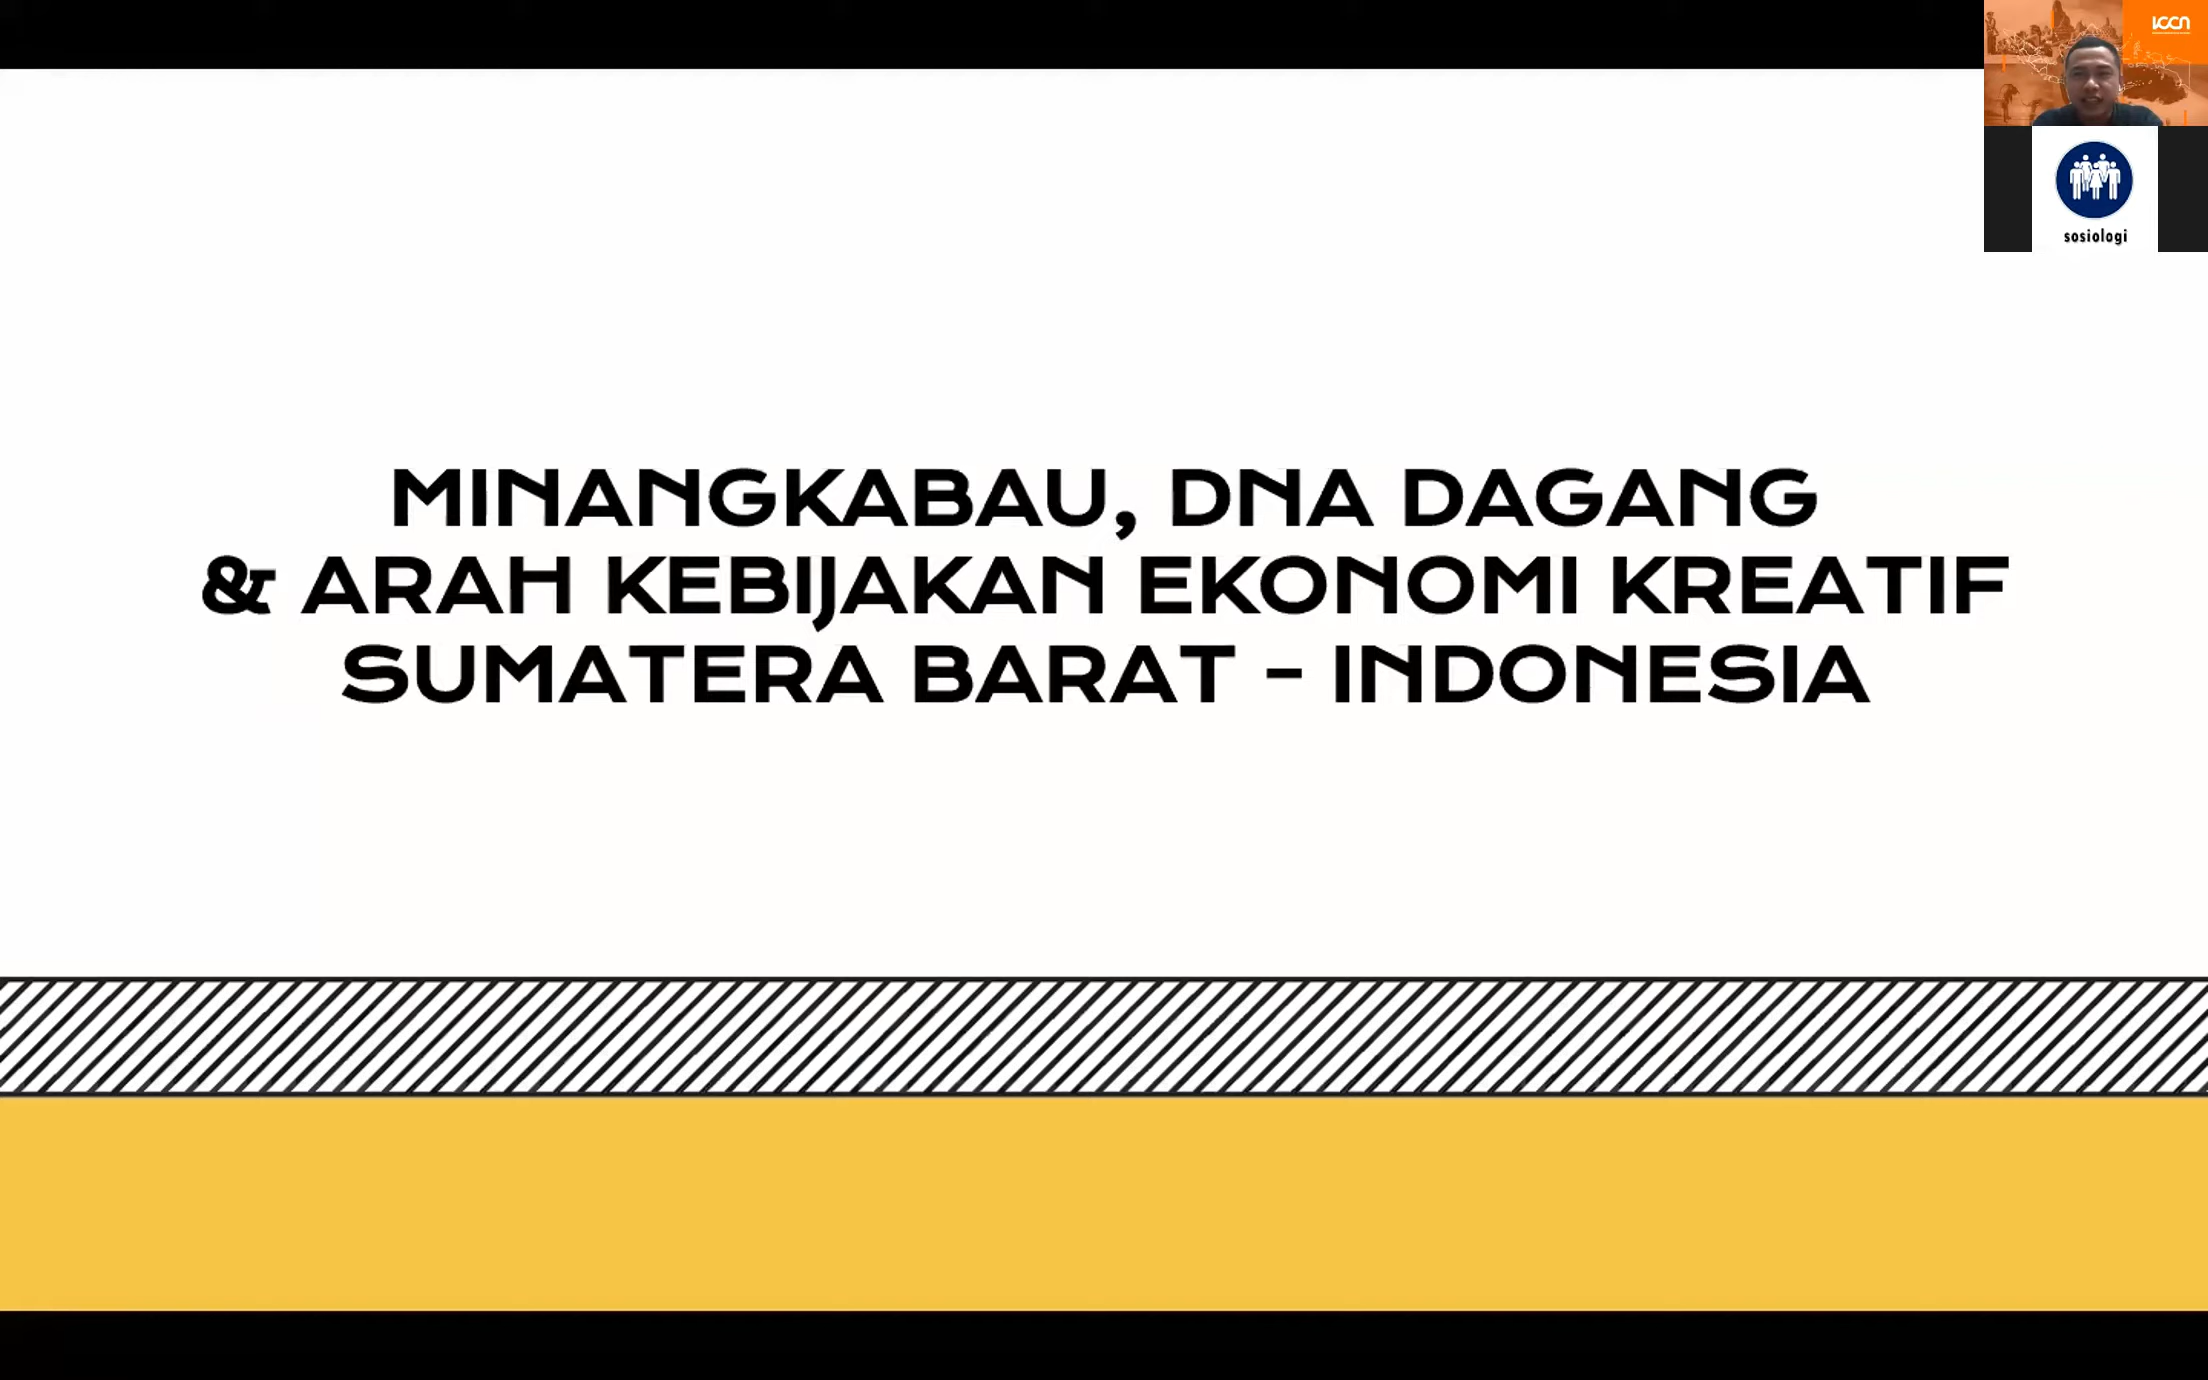 ICCN
sosiologi
MINANGKABAU, DNA DAGANG
& ARAH KEBIJAKAN EKONOMI KREATIF
SUMATERA BARAT - INDONESIA